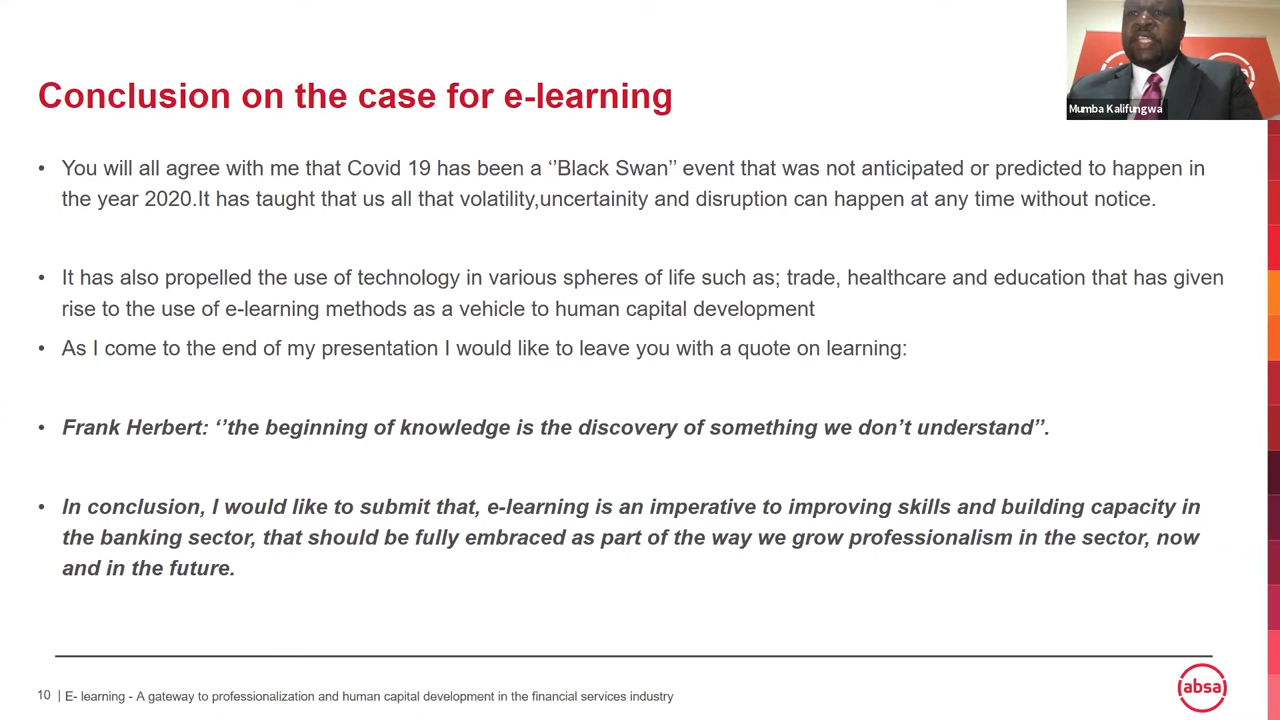 Conclusion on the case for e-learning
Mumba Kalifungwa
• You will all agree with me that Covid 19 has been a ‘’Black Swan’’ event that was not anticipated or predicted to happen in
the year 2020.It has taught that us all that volatility,uncertainity and disruption can happen at any time without notice.
• It has also propelled the use of technology in various spheres of life such as; trade, healthcare and education that has given
rise to the use of e-learning methods as a vehicle to human capital development
• As I come to the end of my presentation I would like to leave you with a quote on learning:
• Frank Herbert: ‘’the beginning of knowledge is the discovery of something we don’t understand’’.
• In conclusion, I would like to submit that, e-learning is an imperative to improving skills and building capacity in
the banking sector, that should be fully embraced as part of the way we grow professionalism in the sector, now
and in the future.
10 | E- learning - A gateway to professionalization and human capital development in the financial services industry
absa